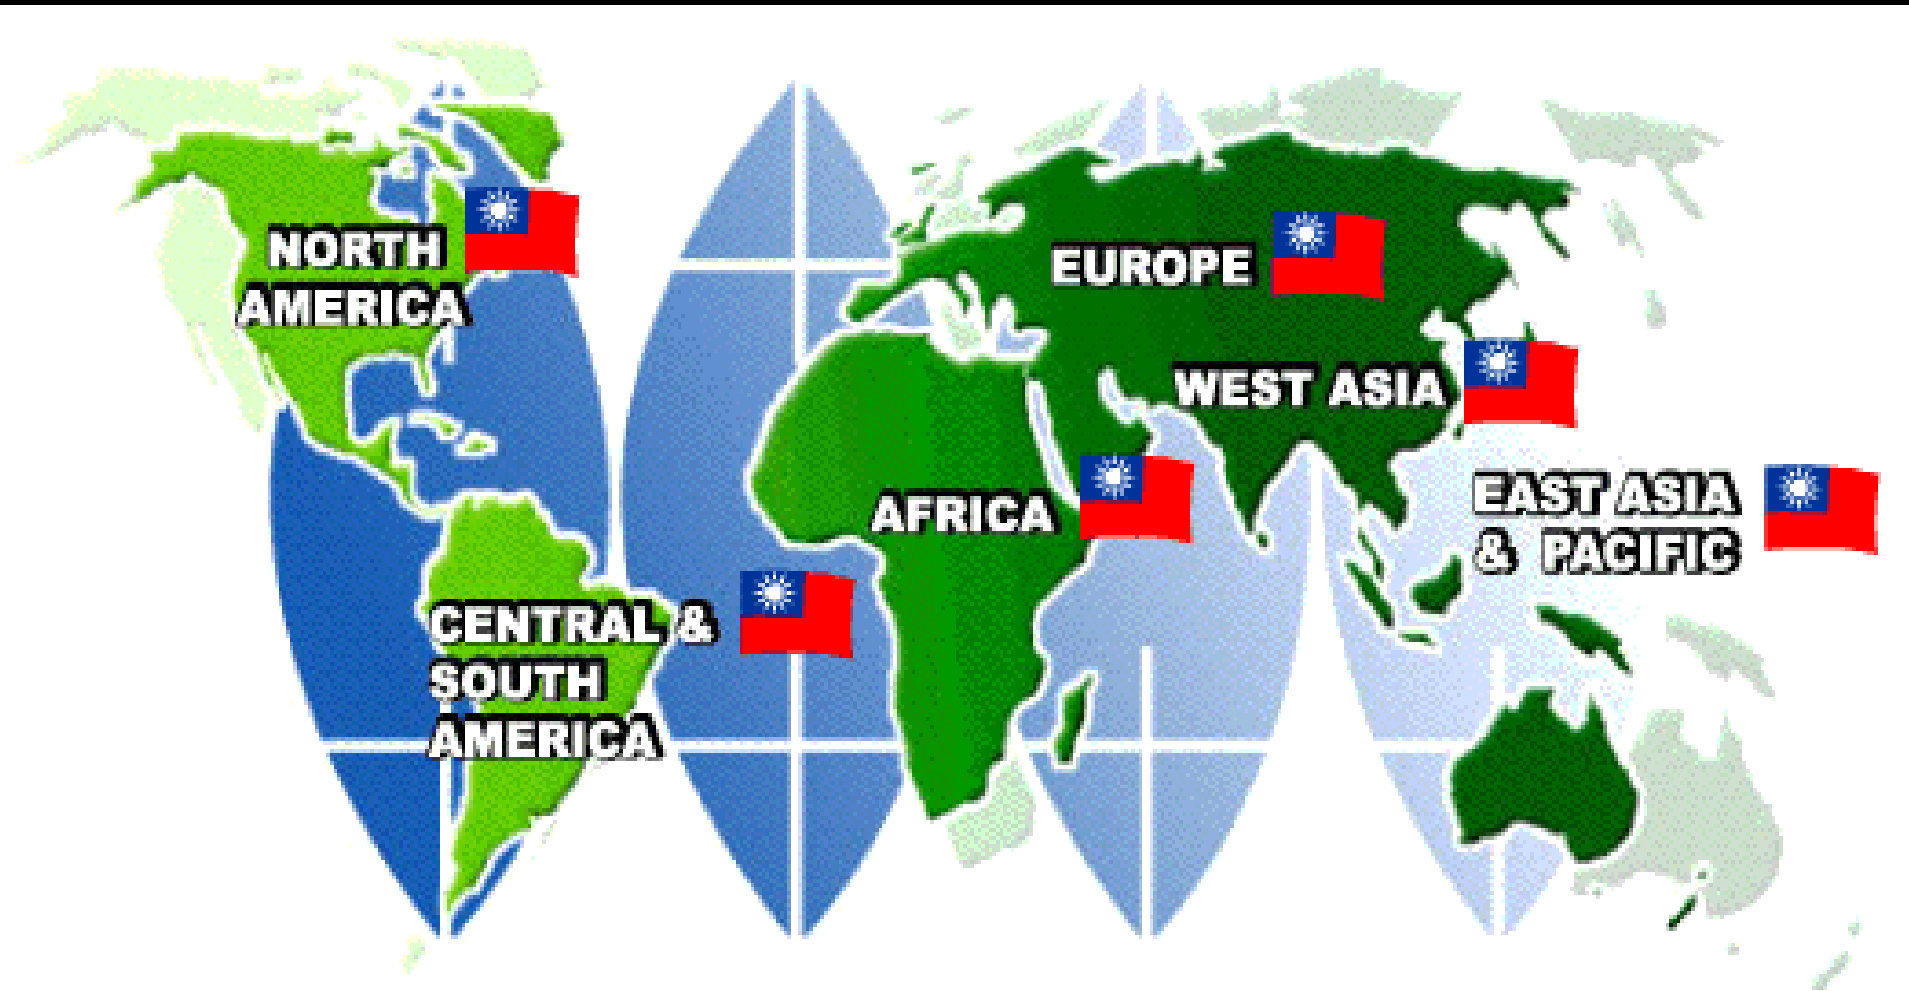 NORTH
AMERICA
EUROPE
WEST ASIA
AFRICA
EAST ASIA
& PACIFIC
CENTRAL &
SOUTH
AMERICA